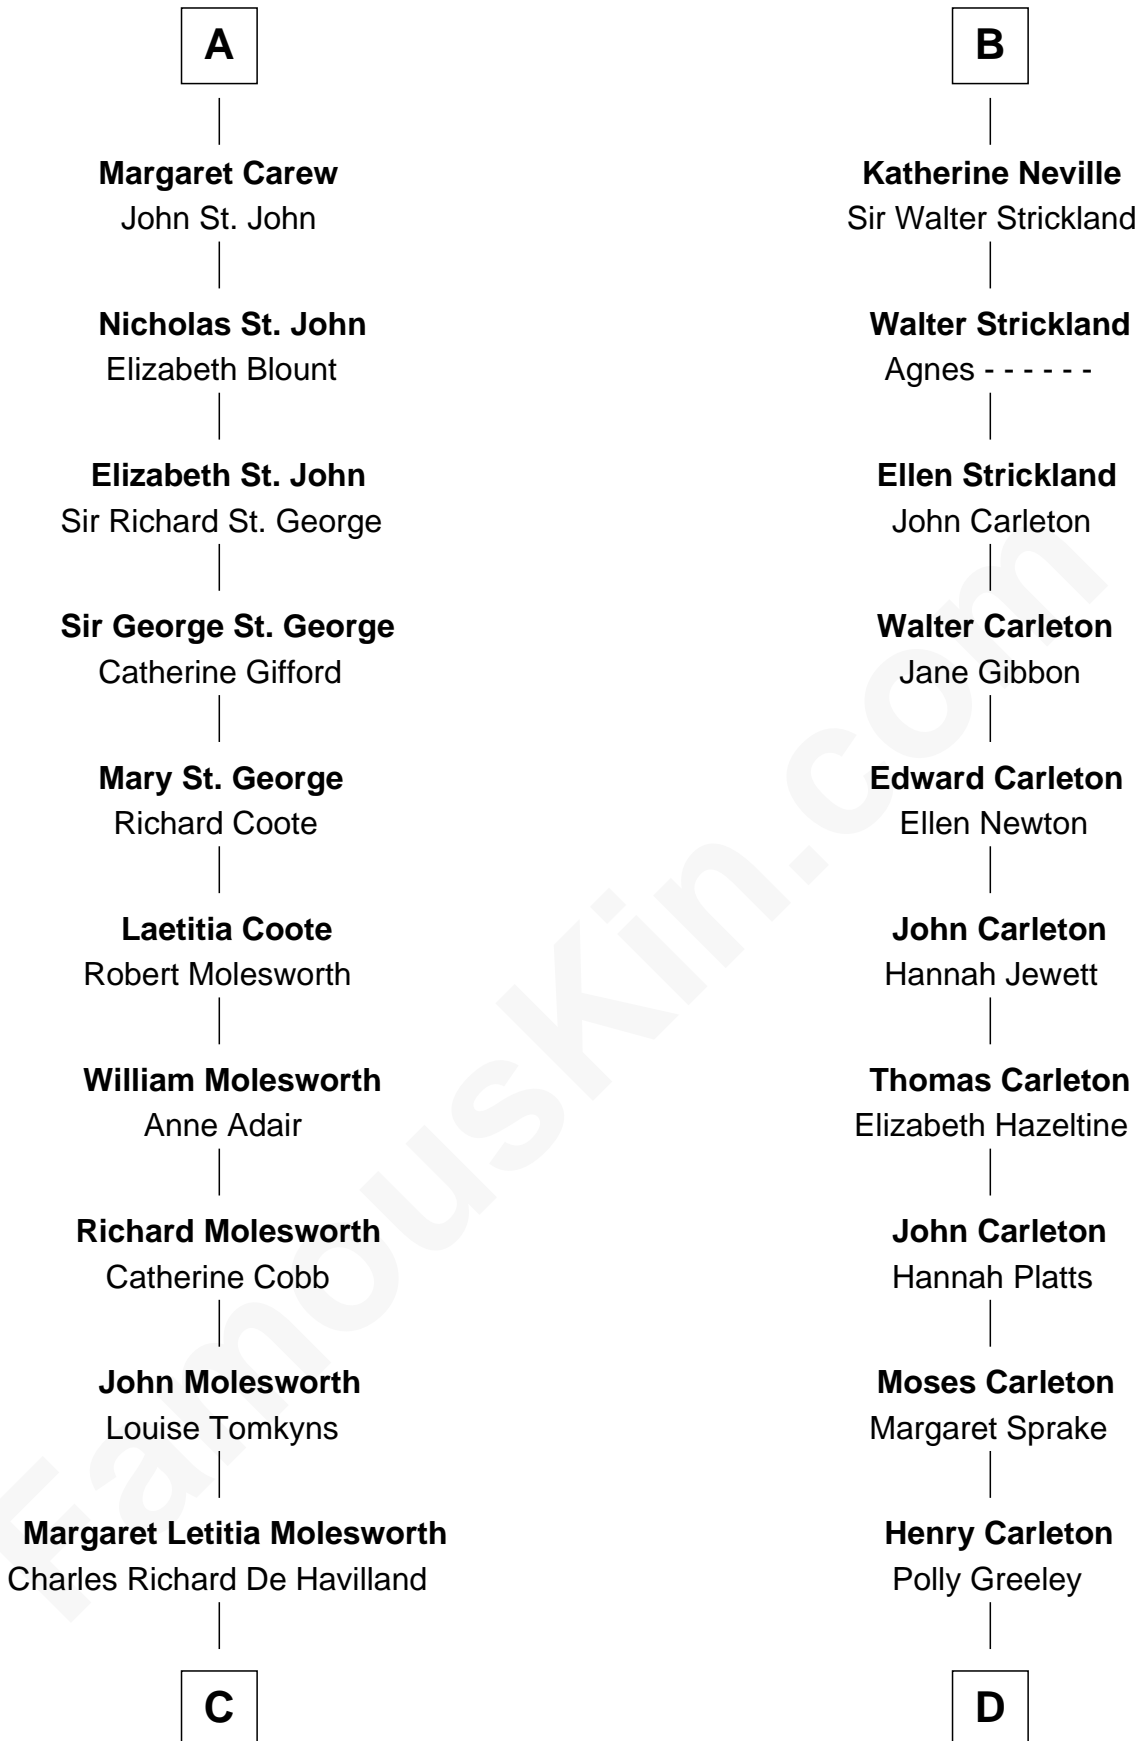 A
Margaret Carew
John St. John
Nicholas St. John
Elizabeth Blount
Elizabeth St. John
Sir Richard St. George
Sir George St. George
Catherine Gifford
Mary St. George
Richard Coote
Laetitia Coote
Robert Molesworth
William Molesworth
Anne Adair
Richard Molesworth
Catherine Cobb
John Molesworth
Louise Tomkyns
Margaret Letitia Molesworth
Charles Richard De Havilland
C
B
Katherine Neville
Sir Walter Strickland
Walter Strickland
Agnes - - - - - -
Ellen Strickland
John Carleton
Walter Carleton
Jane Gibbon
Edward Carleton
Ellen Newton
John Carleton
Hannah Jewett
Thomas Carleton
Elizabeth Hazeltine
John Carleton
Hannah Platts
Moses Carleton
Margaret Sprake
Henry Carleton
Polly Greeley
D
FamousKin.com